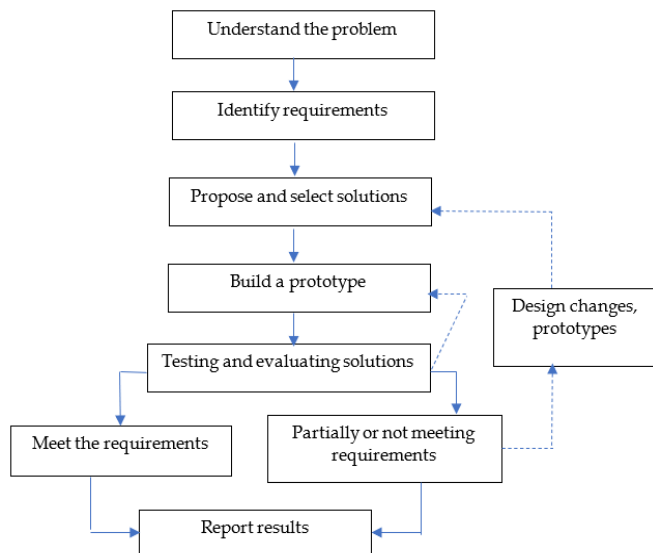 Understand the problem
Identify requirements
Propose and select solutions
Build a prototype
Design changes,
prototypes
Testing and evaluating solutions
Meet the requirements
Partially or not meeting
requirements
Report results